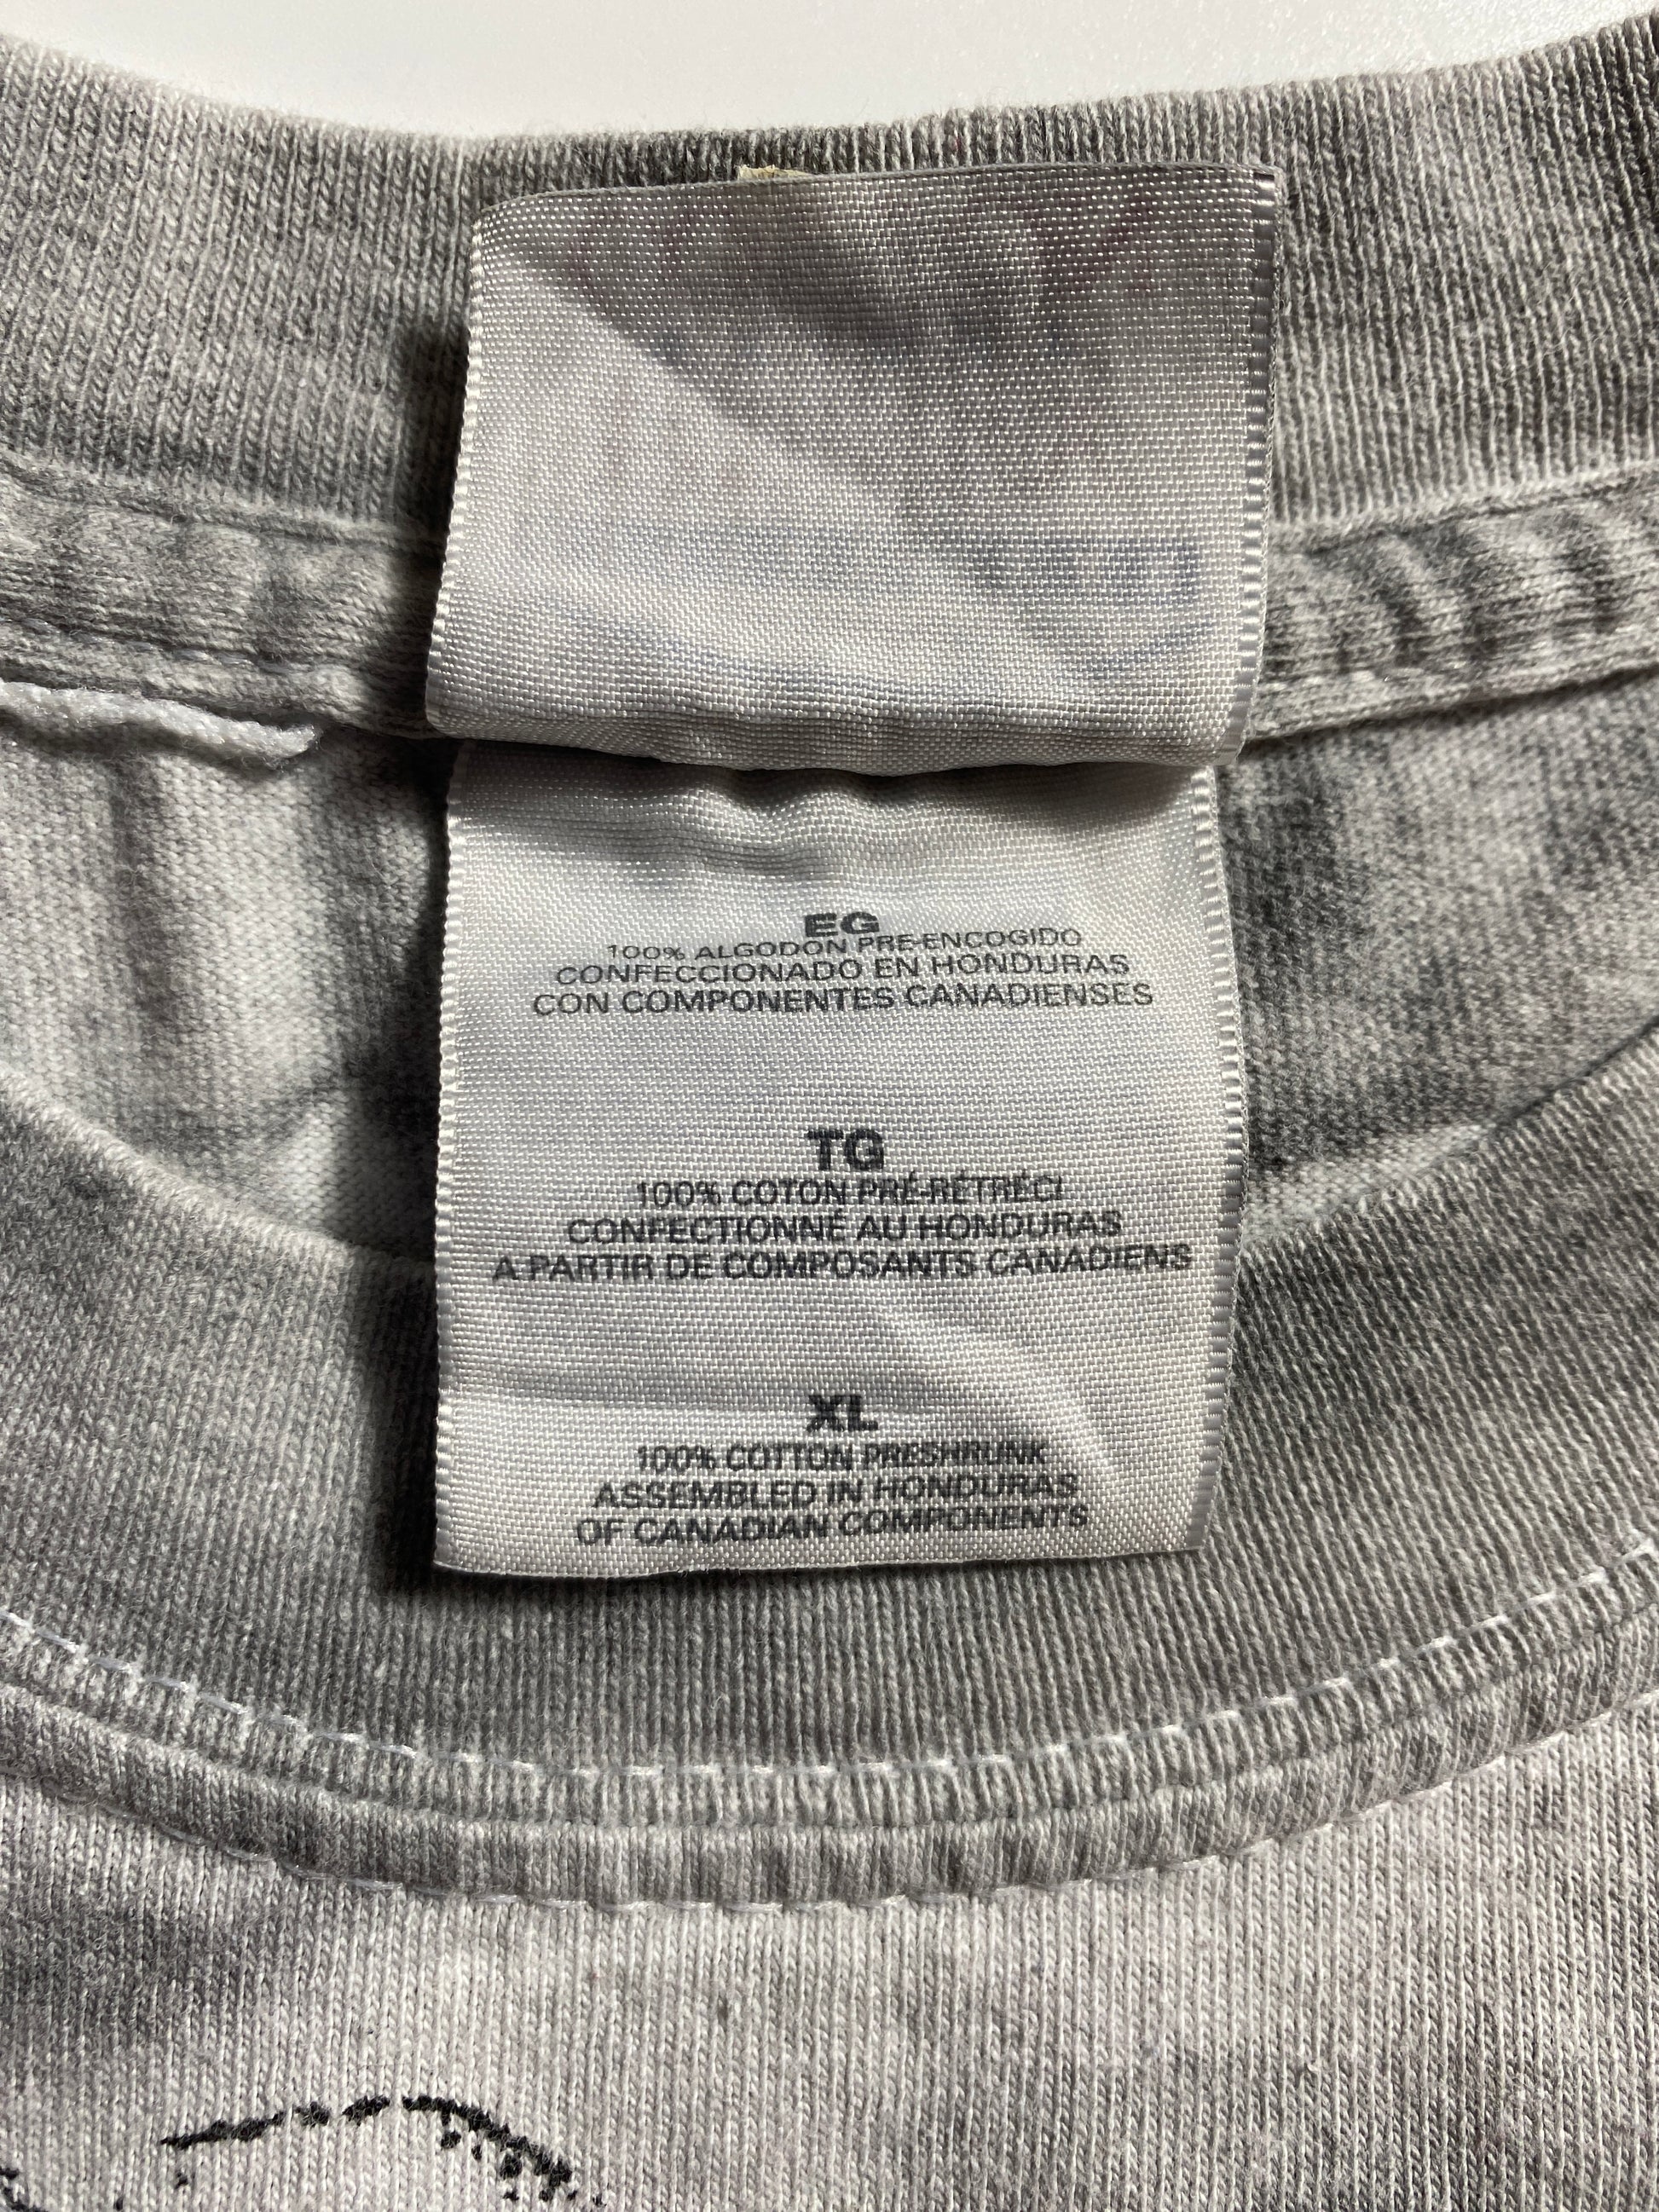 EG
100% ALGODON PRE-ENCOGIDO
CONFECCIONADO EN HONDURAS
CON COMPONENTES CANADIENSES
TG
100% COTON PRÉ-RÉTRÉCI
CONFECTIONNÉ AU HONDURAS
A PARTIR DE COMPOSANTS CANADIENS
XL
100% COTTON PRESHRUNK
ASSEMBLED IN HONDURAS
OF CANADIAN COMPONENTS